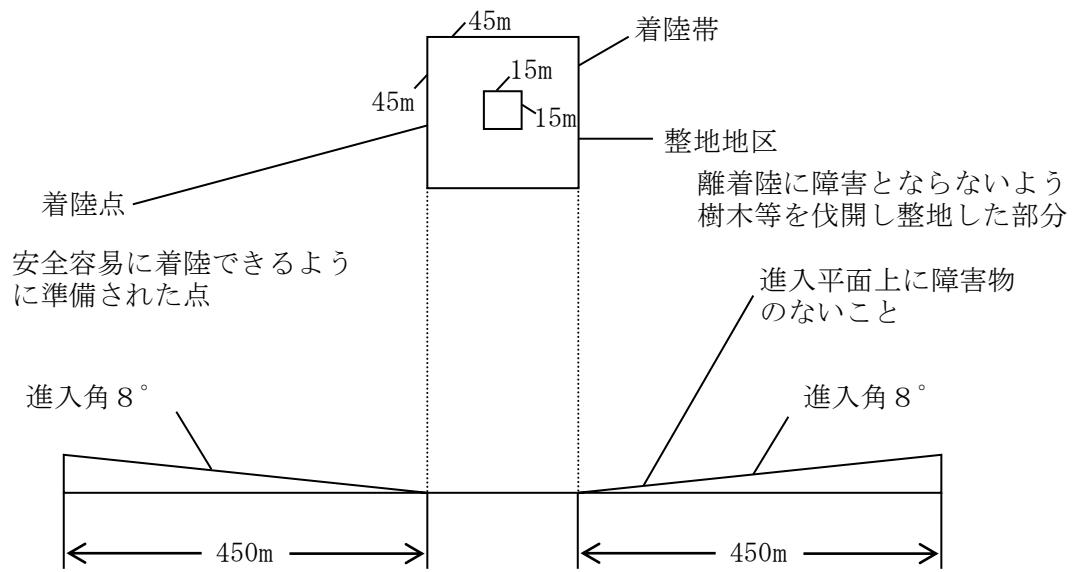 45m
着陸帯
15m
45m
15m
整地地区
離着陸に障害とならないよう
樹木等を伐開し整地した部分
着陸点
安全容易に着陸できるよう
に準備された点
進入平面上に障害物
のないこと
進入角８°
進入角８°
450m
450m